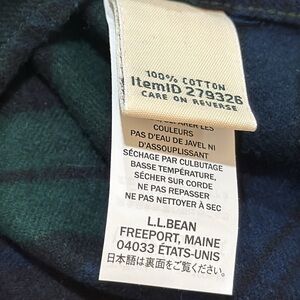 100% COTTON
ItemID 279326
CARE ON REVERSE
SÉPARER LES
COULEURS
PAS D'EAU DE JAVEL NI
D'ASSOUPLISSANT
SÉCHAGE PAR CULBUTAGE
BASSE TEMPÉRATURE,
SÉCHER SUR CORDE
NE PAS REPASSER
NE PAS NETTOYER À SEC
L.L.BEAN
FREEPORT, MAINE
04033 ÉTATS-UNIS
日本語は裏面をご覧ください。